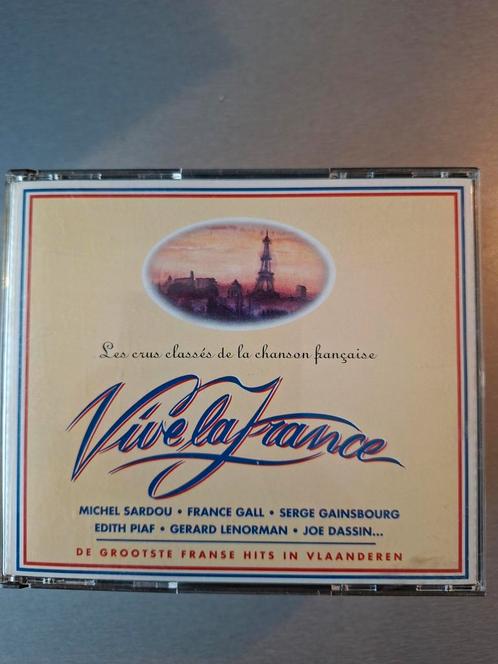 Les crus classés de la chanson française
Vive la France
MICHEL SARDOU • FRANCE GALL • SERGE GAINSBOURG
EDITH PIAF • GERARD LENORMAN • JOE DASSIN...
DE GROOTSTE FRANSE HITS IN VLAANDEREN